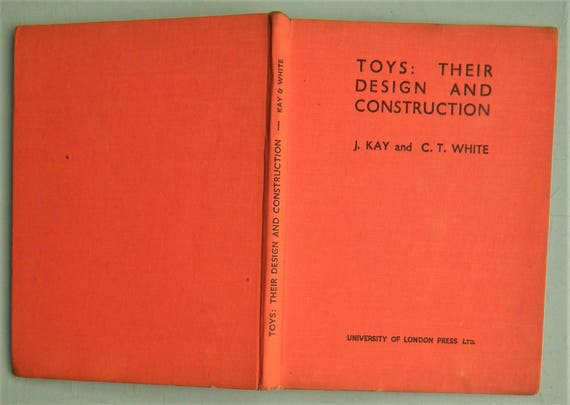 TOYS: THEIR DESIGN AND CONSTRUCTION — KAY & WHITE
TOYS: THEIR
DESIGN AND
CONSTRUCTION
J. KAY and C. T. WHITE
UNIVERSITY OF LONDON PRESS LTD.